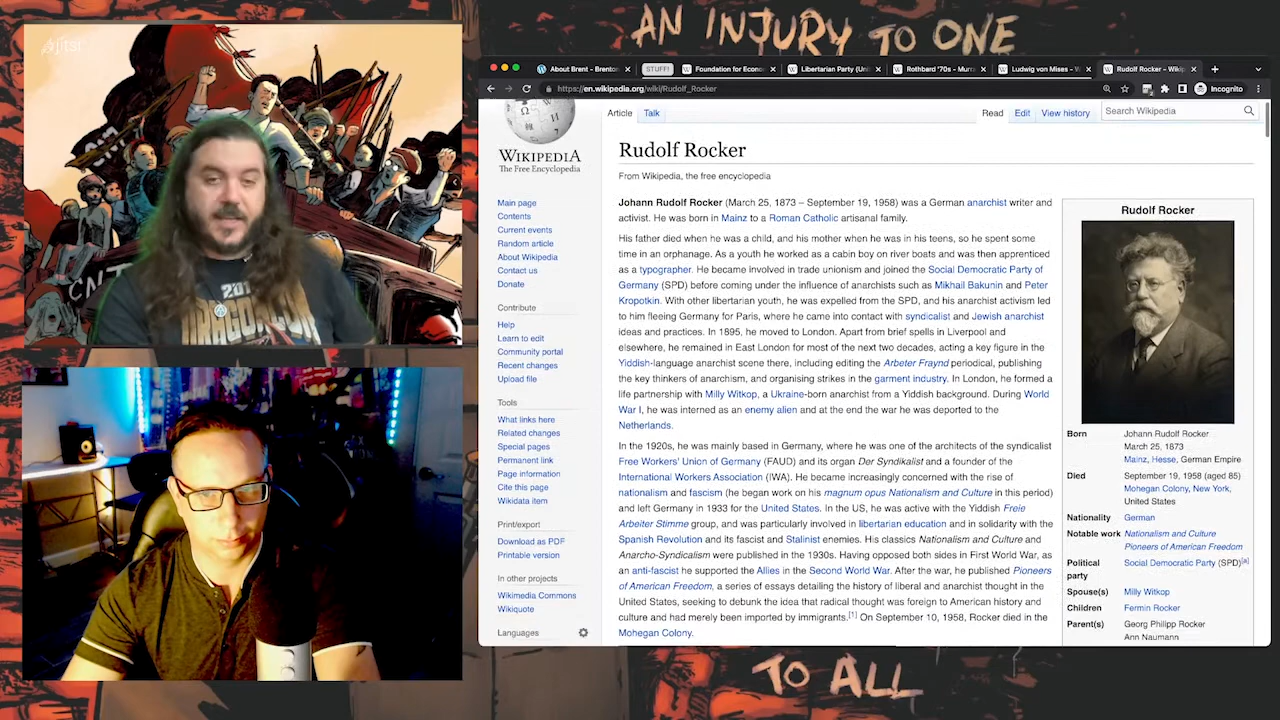 AN INJURY TO ONE
Jitsi
CNT
201
DRAGON CON
About Brent - Brenton
STUFF!
Foundation for Econo
Libertarian Party (Uni
Rothbard '70s - Murra
Ludwig von Mises - W
Rudolf Rocker - Wikip
https://en.wikipedia.org/wiki/Rudolf_Rocker
Incognito
WIKIPEDIA
The Free Encyclopedia
Main page
Contents
Current events
Random article
About Wikipedia
Contact us
Donate
Contribute
Help
Learn to edit
Community portal
Recent changes
Upload file
Tools
What links here
Related changes
Special pages
Permanent link
Page information
Cite this page
Wikidata item
Print/export
Download as PDF
Printable version
In other projects
Wikimedia Commons
Wikiquote
Languages
Article Talk
Read Edit View history
Search Wikipedia
Rudolf Rocker
From Wikipedia, the free encyclopedia
Johann Rudolf Rocker (March 25, 1873 – September 19, 1958) was a German anarchist writer and
activist. He was born in Mainz to a Roman Catholic artisanal family.
His father died when he was a child, and his mother when he was in his teens, so he spent some
time in an orphanage. As a youth he worked as a cabin boy on river boats and was then apprenticed
as a typographer. He became involved in trade unionism and joined the Social Democratic Party of
Germany (SPD) before coming under the influence of anarchists such as Mikhail Bakunin and Peter
Kropotkin. With other libertarian youth, he was expelled from the SPD, and his anarchist activism led
to him fleeing Germany for Paris, where he came into contact with syndicalist and Jewish anarchist
ideas and practices. In 1895, he moved to London. Apart from brief spells in Liverpool and
elsewhere, he remained in East London for most of the next two decades, acting a key figure in the
Yiddish-language anarchist scene there, including editing the Arbeter Fraynd periodical, publishing
the key thinkers of anarchism, and organising strikes in the garment industry. In London, he formed a
life partnership with Milly Witkop, a Ukraine-born anarchist from a Yiddish background. During World
War I, he was interned as an enemy alien and at the end the war he was deported to the
Netherlands.
In the 1920s, he was mainly based in Germany, where he was one of the architects of the syndicalist
Free Workers' Union of Germany (FAUD) and its organ Der Syndikalist and a founder of the
International Workers Association (IWA). He became increasingly concerned with the rise of
nationalism and fascism (he began work on his magnum opus Nationalism and Culture in this period)
and left Germany in 1933 for the United States. In the US, he was active with the Yiddish Freie
Arbeiter Stimme group, and was particularly involved in libertarian education and in solidarity with the
Spanish Revolution and its fascist and Stalinist enemies. His classics Nationalism and Culture and
Anarcho-Syndicalism were published in the 1930s. Having opposed both sides in First World War, as
an anti-fascist he supported the Allies in the Second World War. After the war, he published Pioneers
of American Freedom, a series of essays detailing the history of liberal and anarchist thought in the
United States, seeking to debunk the idea that radical thought was foreign to American history and
culture and had merely been imported by immigrants.[1] On September 10, 1958, Rocker died in the
Mohegan Colony.
Rudolf Rocker
Born Johann Rudolf Rocker
March 25, 1873
Mainz, Hesse, German Empire
Died September 19, 1958 (aged 85)
Mohegan Colony, New York,
United States
Nationality German
Notable work Nationalism and Culture
Pioneers of American Freedom
Political party Social Democratic Party (SPD)[a]
Spouse(s) Milly Witkop
Children Fermin Rocker
Parent(s) Georg Philipp Rocker
Ann Naumann
TO ALL